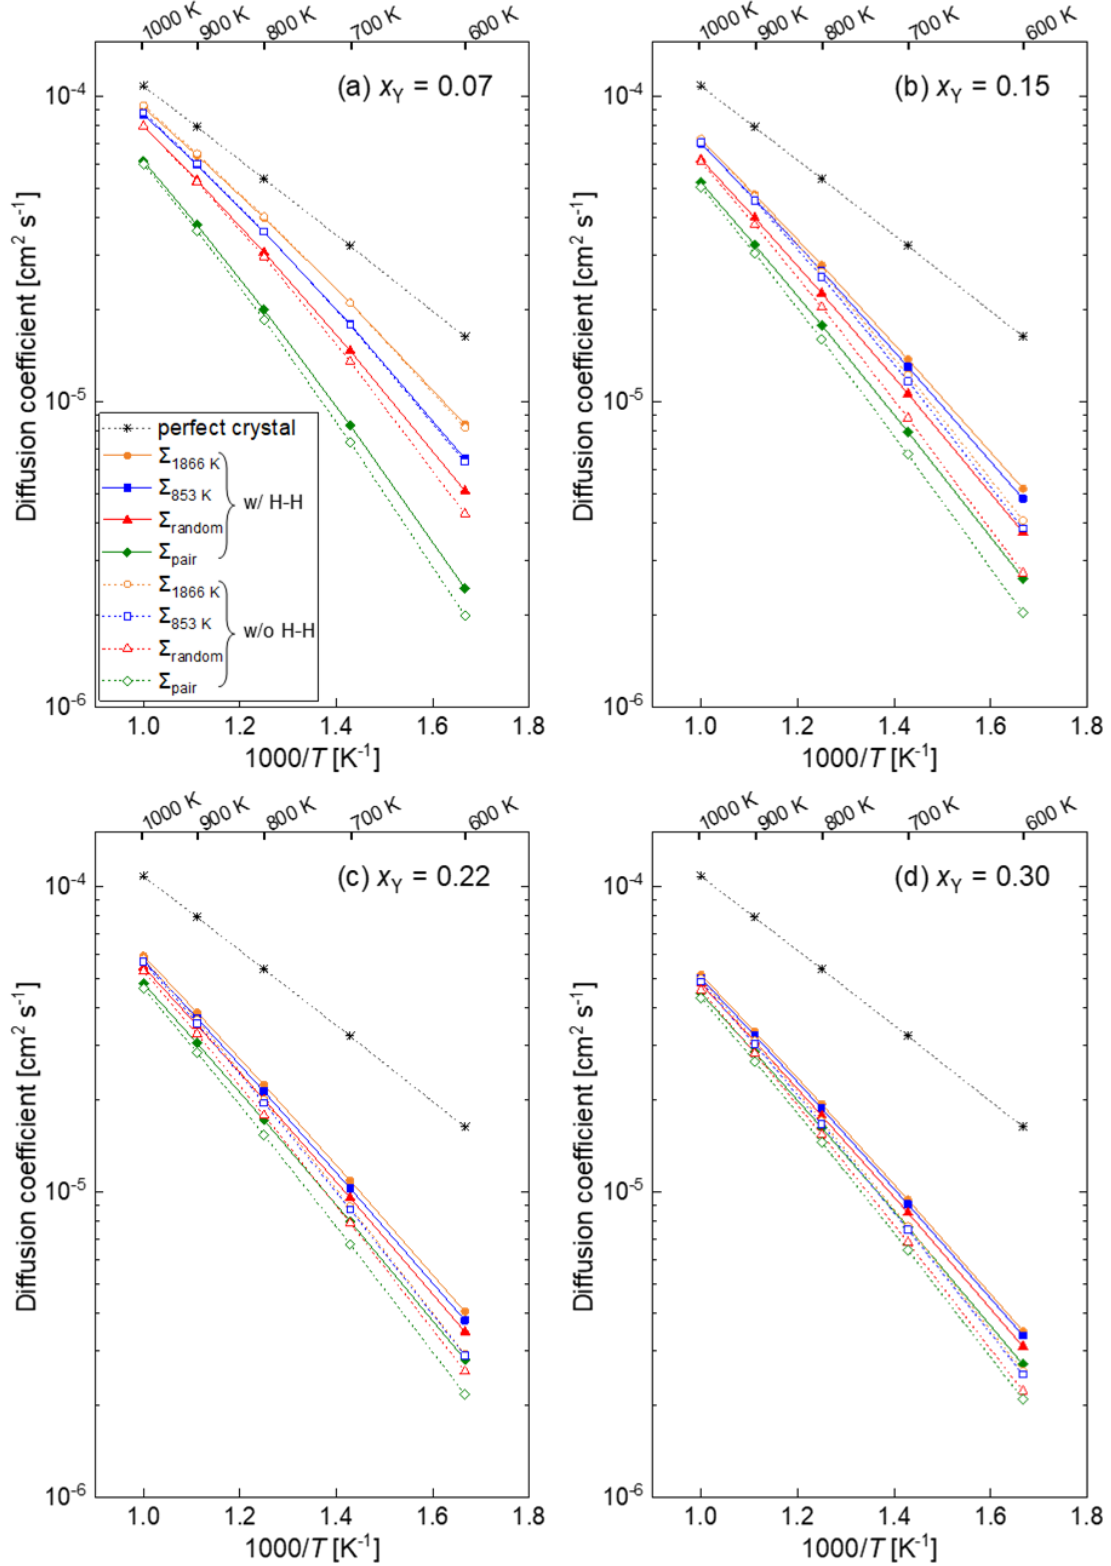 1000 K 900 K 800 K 700 K 600 K
(a) x_Y = 0.07
10⁻⁴
10⁻⁵
10⁻⁶
Diffusion coefficient [cm² s⁻¹]
perfect crystal
Σ1866 K
Σ853 K
Σrandom
Σpair
w/ H-H
Σ1866 K
Σ853 K
Σrandom
Σpair
w/o H-H
1.0 1.2 1.4 1.6 1.8
1000/T [K⁻¹]
1000 K 900 K 800 K 700 K 600 K
(b) x_Y = 0.15
10⁻⁴
10⁻⁵
10⁻⁶
Diffusion coefficient [cm² s⁻¹]
1.0 1.2 1.4 1.6 1.8
1000/T [K⁻¹]
1000 K 900 K 800 K 700 K 600 K
(c) x_Y = 0.22
10⁻⁴
10⁻⁵
10⁻⁶
Diffusion coefficient [cm² s⁻¹]
1.0 1.2 1.4 1.6 1.8
1000/T [K⁻¹]
1000 K 900 K 800 K 700 K 600 K
(d) x_Y = 0.30
10⁻⁴
10⁻⁵
10⁻⁶
Diffusion coefficient [cm² s⁻¹]
1.0 1.2 1.4 1.6 1.8
1000/T [K⁻¹]